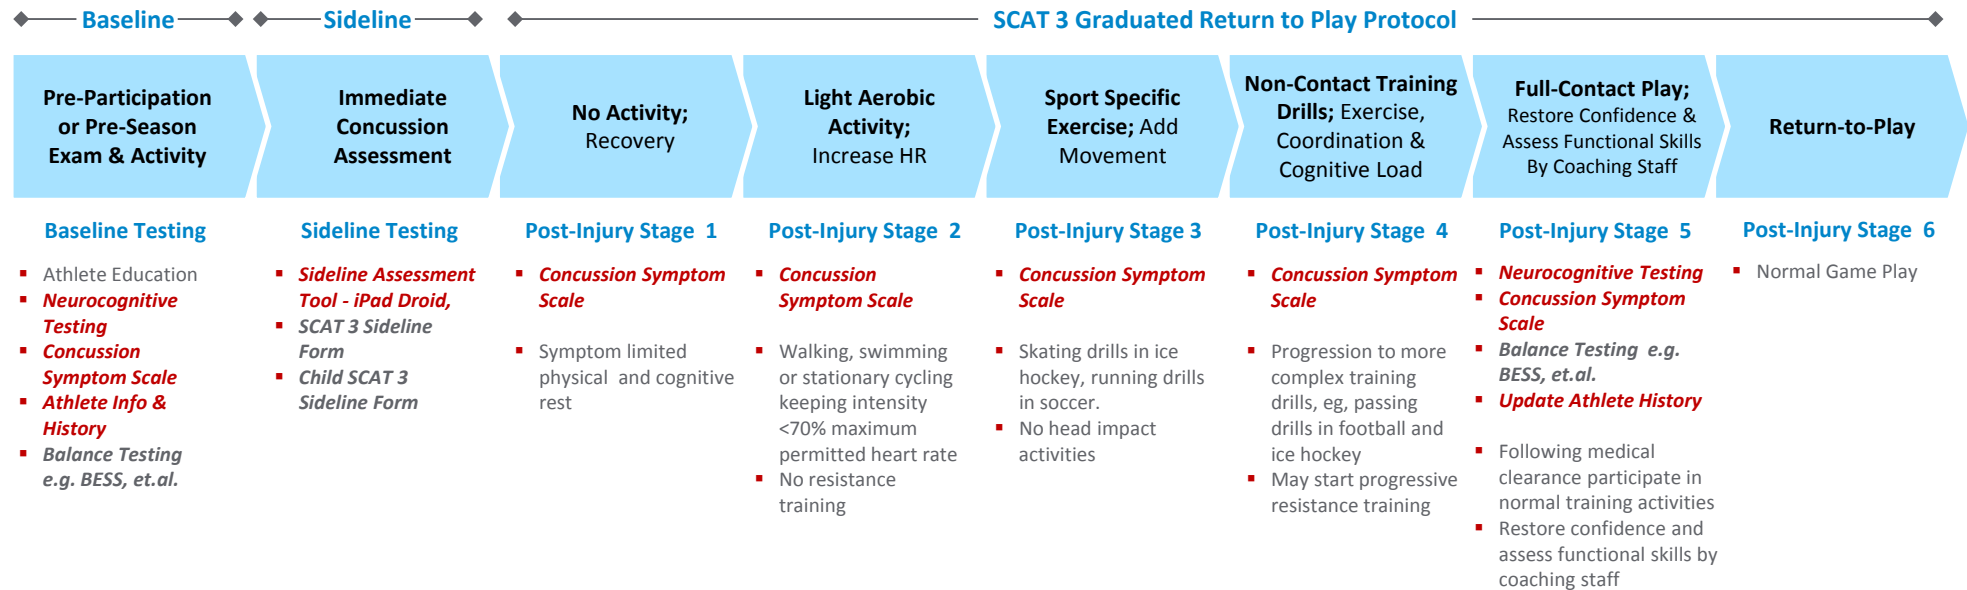 Baseline
Sideline
SCAT 3 Graduated Return to Play Protocol
Pre-Participation
or Pre-Season
Exam & Activity
Immediate
Concussion
Assessment
No Activity;
Recovery
Light Aerobic
Activity;
Increase HR
Sport Specific
Exercise; Add
Movement
Non-Contact Training
Drills; Exercise,
Coordination &
Cognitive Load
Full-Contact Play;
Restore Confidence &
Assess Functional Skills
By Coaching Staff
Return-to-Play
Baseline Testing
▪ Athlete Education
▪ Neurocognitive
Testing
▪ Concussion
Symptom Scale
▪ Athlete Info &
History
▪ Balance Testing
e.g. BESS, et.al.
Sideline Testing
▪ Sideline Assessment
Tool - iPad Droid,
▪ SCAT 3 Sideline
Form
▪ Child SCAT 3
Sideline Form
Post-Injury Stage 1
▪ Concussion Symptom
Scale
▪ Symptom limited
physical and cognitive
rest
Post-Injury Stage 2
▪ Concussion
Symptom Scale
▪ Walking, swimming
or stationary cycling
keeping intensity
<70% maximum
permitted heart rate
▪ No resistance
training
Post-Injury Stage 3
▪ Concussion Symptom
Scale
▪ Skating drills in ice
hockey, running drills
in soccer.
▪ No head impact
activities
Post-Injury Stage 4
▪ Concussion Symptom
Scale
▪ Progression to more
complex training
drills, eg, passing
drills in football and
ice hockey
▪ May start progressive
resistance training
Post-Injury Stage 5
▪ Neurocognitive Testing
▪ Concussion Symptom
Scale
▪ Balance Testing e.g.
BESS, et.al.
▪ Update Athlete History
▪ Following medical
clearance participate in
normal training activities
▪ Restore confidence and
assess functional skills by
coaching staff
Post-Injury Stage 6
▪ Normal Game Play